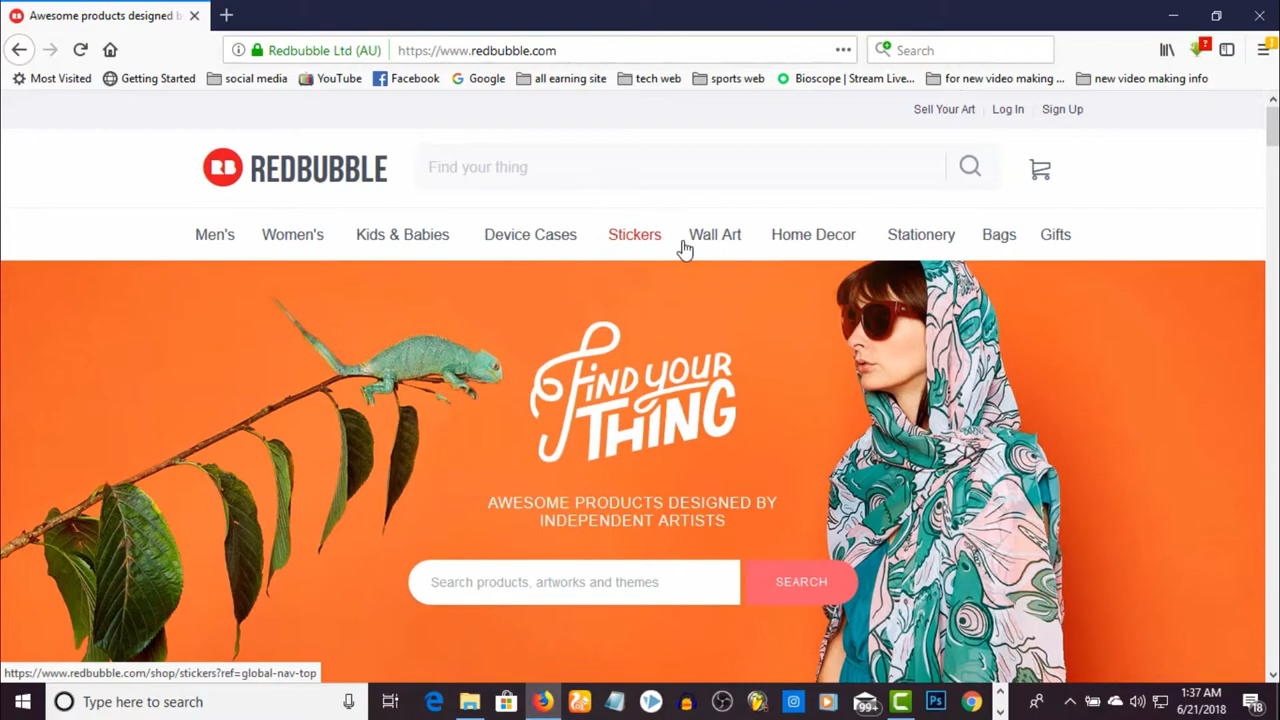 Awesome products designed b
Redbubble Ltd (AU) https://www.redbubble.com Search
Most Visited Getting Started social media YouTube Facebook Google all earning site tech web sports web Bioscope | Stream Live... for new video making ... new video making info
Sell Your Art Log In Sign Up
RB REDBUBBLE Find your thing
Men's Women's Kids & Babies Device Cases Stickers Wall Art Home Decor Stationery Bags Gifts
FIND YOUR
THING
AWESOME PRODUCTS DESIGNED BY
INDEPENDENT ARTISTS
Search products, artworks and themes SEARCH
https://www.redbubble.com/shop/stickers?ref=global-nav-top
Type here to search 99+ Ps 1:37 AM
6/21/2018 18